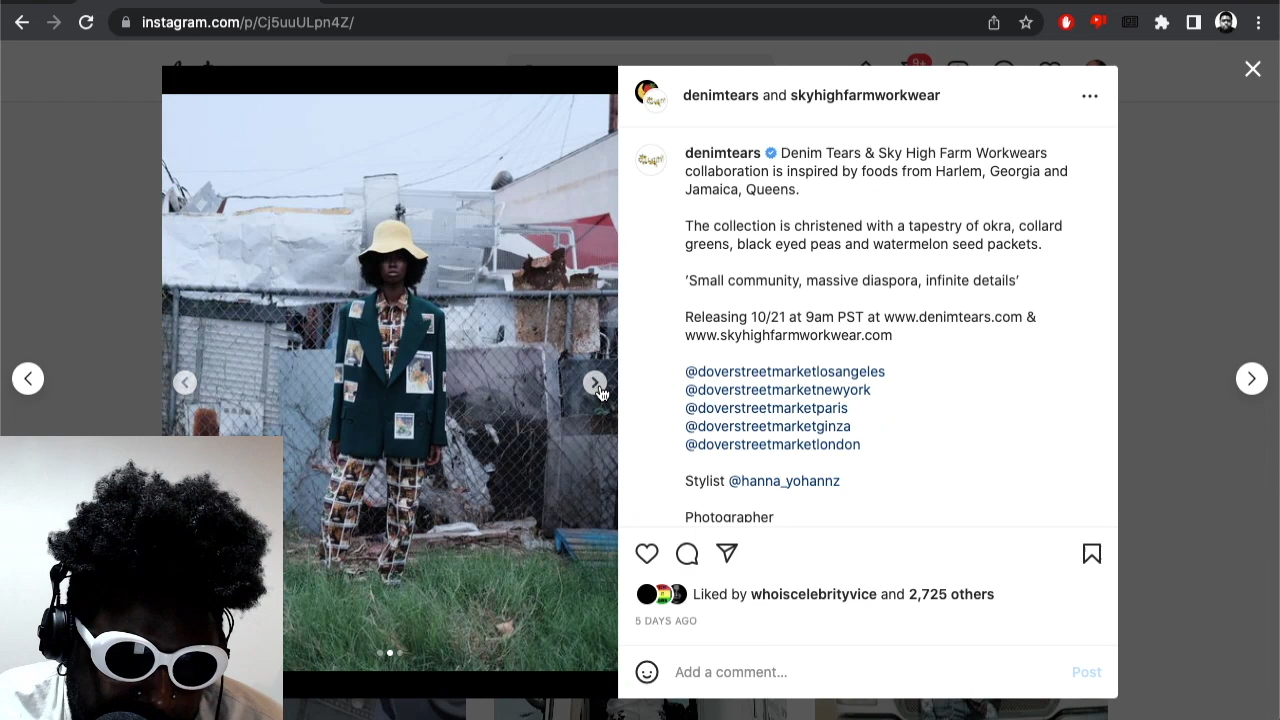 instagram.com/p/Cj5uuULpn4Z/
9+
denimtears and skyhighfarmworkwear
denimtears Denim Tears & Sky High Farm Workwears
collaboration is inspired by foods from Harlem, Georgia and
Jamaica, Queens.
The collection is christened with a tapestry of okra, collard
greens, black eyed peas and watermelon seed packets.
‘Small community, massive diaspora, infinite details’
Releasing 10/21 at 9am PST at www.denimtears.com &
www.skyhighfarmworkwear.com
@doverstreetmarketlosangeles
@doverstreetmarketnewyork
@doverstreetmarketparis
@doverstreetmarketginza
@doverstreetmarketlondon
Stylist @hanna_yohannz
Photographer
Liked by whoiscelebrityvice and 2,725 others
5 DAYS AGO
Add a comment...
Post